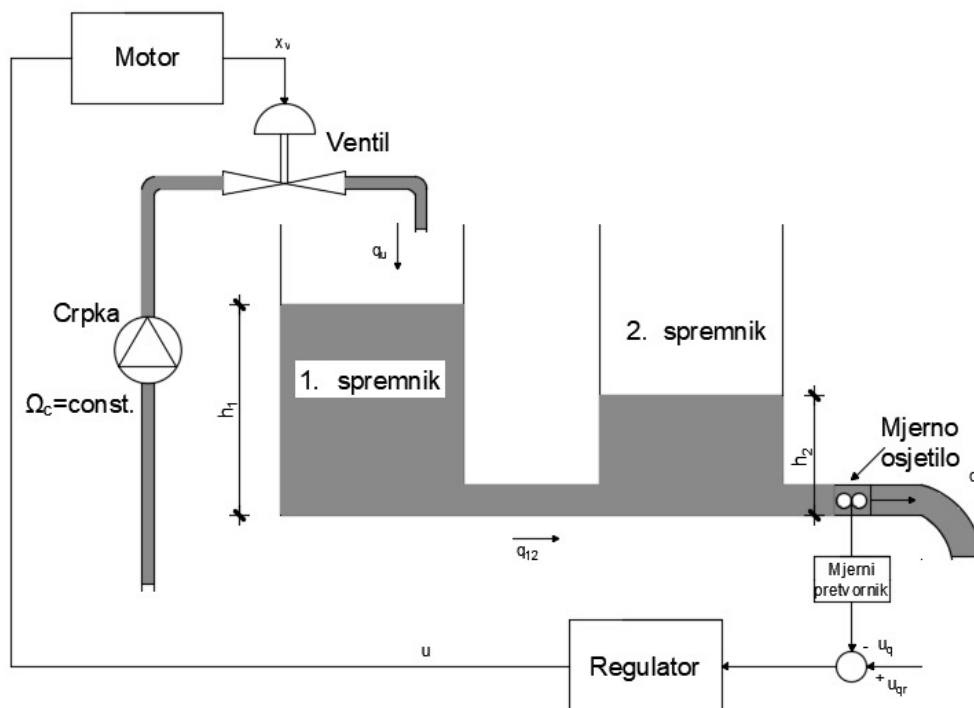 Motor
xv
Ventil
qu
Crpka
Ωc=const.
h1
1. spremnik
2. spremnik
h2
Mjerno
osjetilo
q12
Mjerni
pretvornik
u
Regulator
- uq
+ uqr